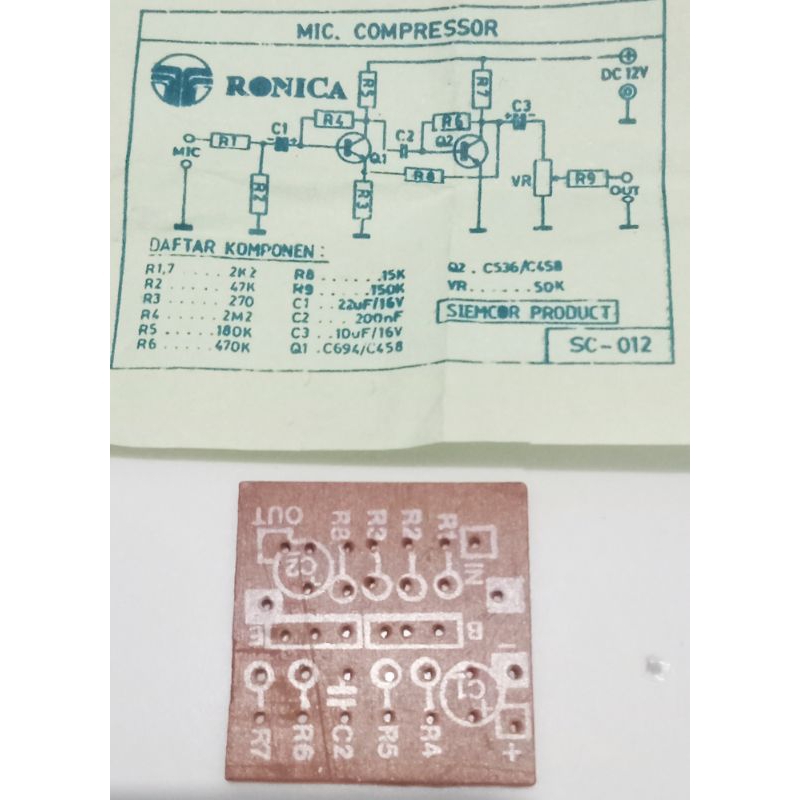 MIC. COMPRESSOR
RONICA
DC 12V
R5
R7
R4
R6
C3
C1
C2
R1
MIC
Q1
Q2
R8
R2
R3
VR
R9
OUT
DAFTAR KOMPONEN :
R1,7 ..... 2K2
R2 ..... 47K
R3 ..... 270
R4 ..... 2M2
R5 ..... 180K
R6 ..... 470K
R8 ...... 15K
R9 ...... 150K
C1 .. 22uF/16V
C2 .. 200nF
C3 .. 10uF/16V
Q1 . C694/C458
Q2 . C536/C458
VR ...... 50K
SIEMCOR PRODUCT
SC-012
OUT
R8
R3
R2
R1
IN
C2
E
B
-
C1
+
R7
R6
C2
R5
R4